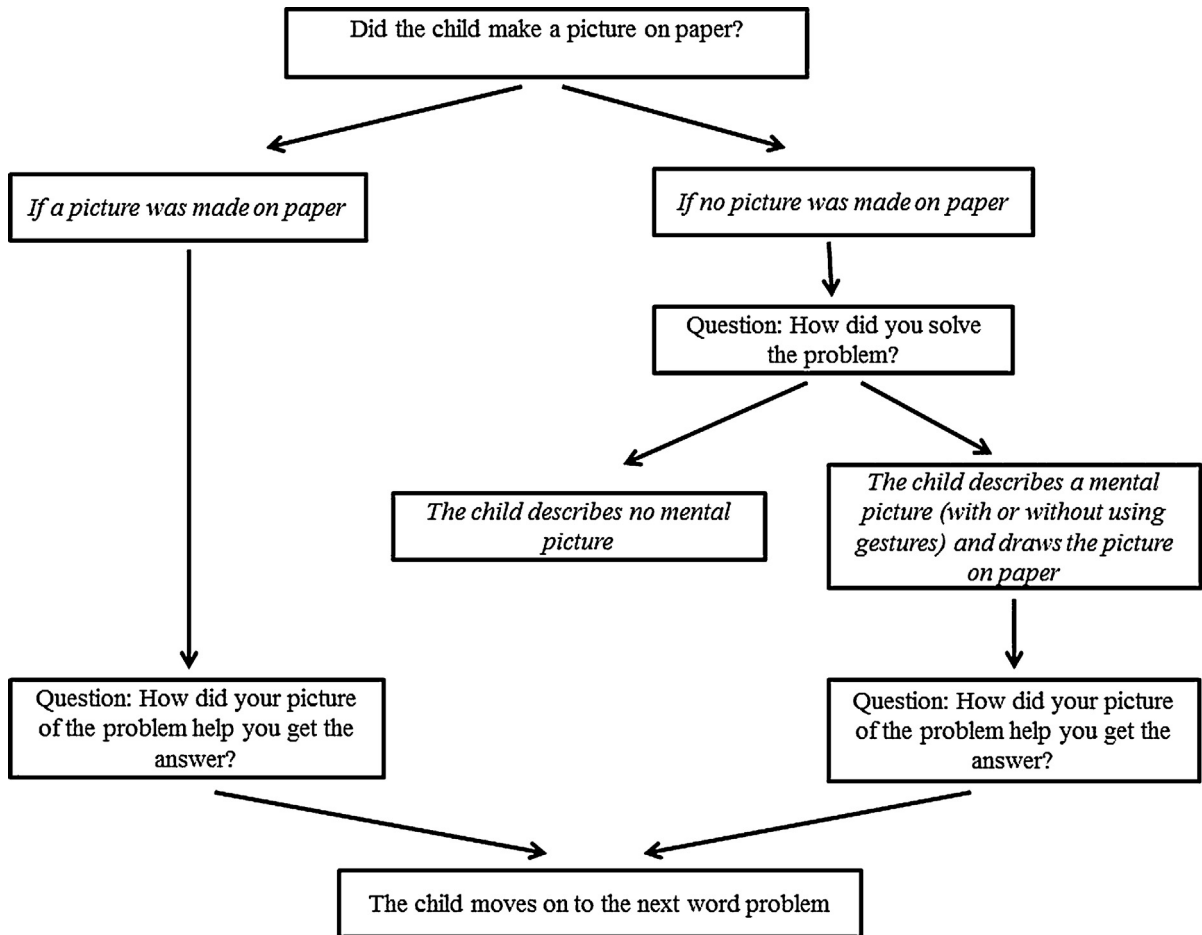 Did the child make a picture on paper?
If a picture was made on paper
If no picture was made on paper
Question: How did you solve
the problem?
The child describes no mental
picture
The child describes a mental
picture (with or without using
gestures) and draws the picture
on paper
Question: How did your picture
of the problem help you get the
answer?
Question: How did your picture
of the problem help you get the
answer?
The child moves on to the next word problem